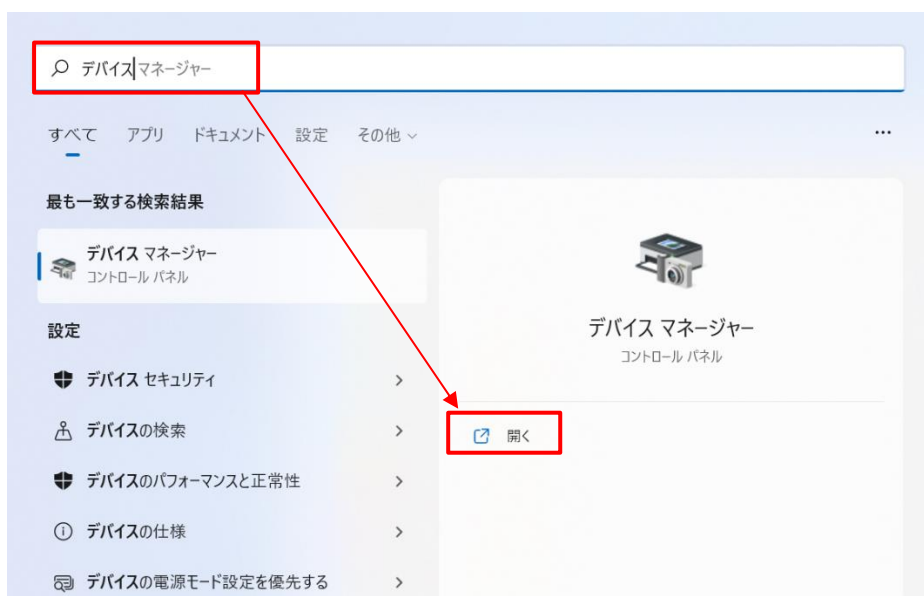 デバイス マネージャー
すべて アプリ ドキュメント 設定 その他
最も一致する検索結果
デバイス マネージャー
コントロール パネル
設定
デバイス セキュリティ
デバイスの検索
デバイスのパフォーマンスと正常性
デバイスの仕様
デバイスの電源モード設定を優先する
デバイス マネージャー
コントロール パネル
開く